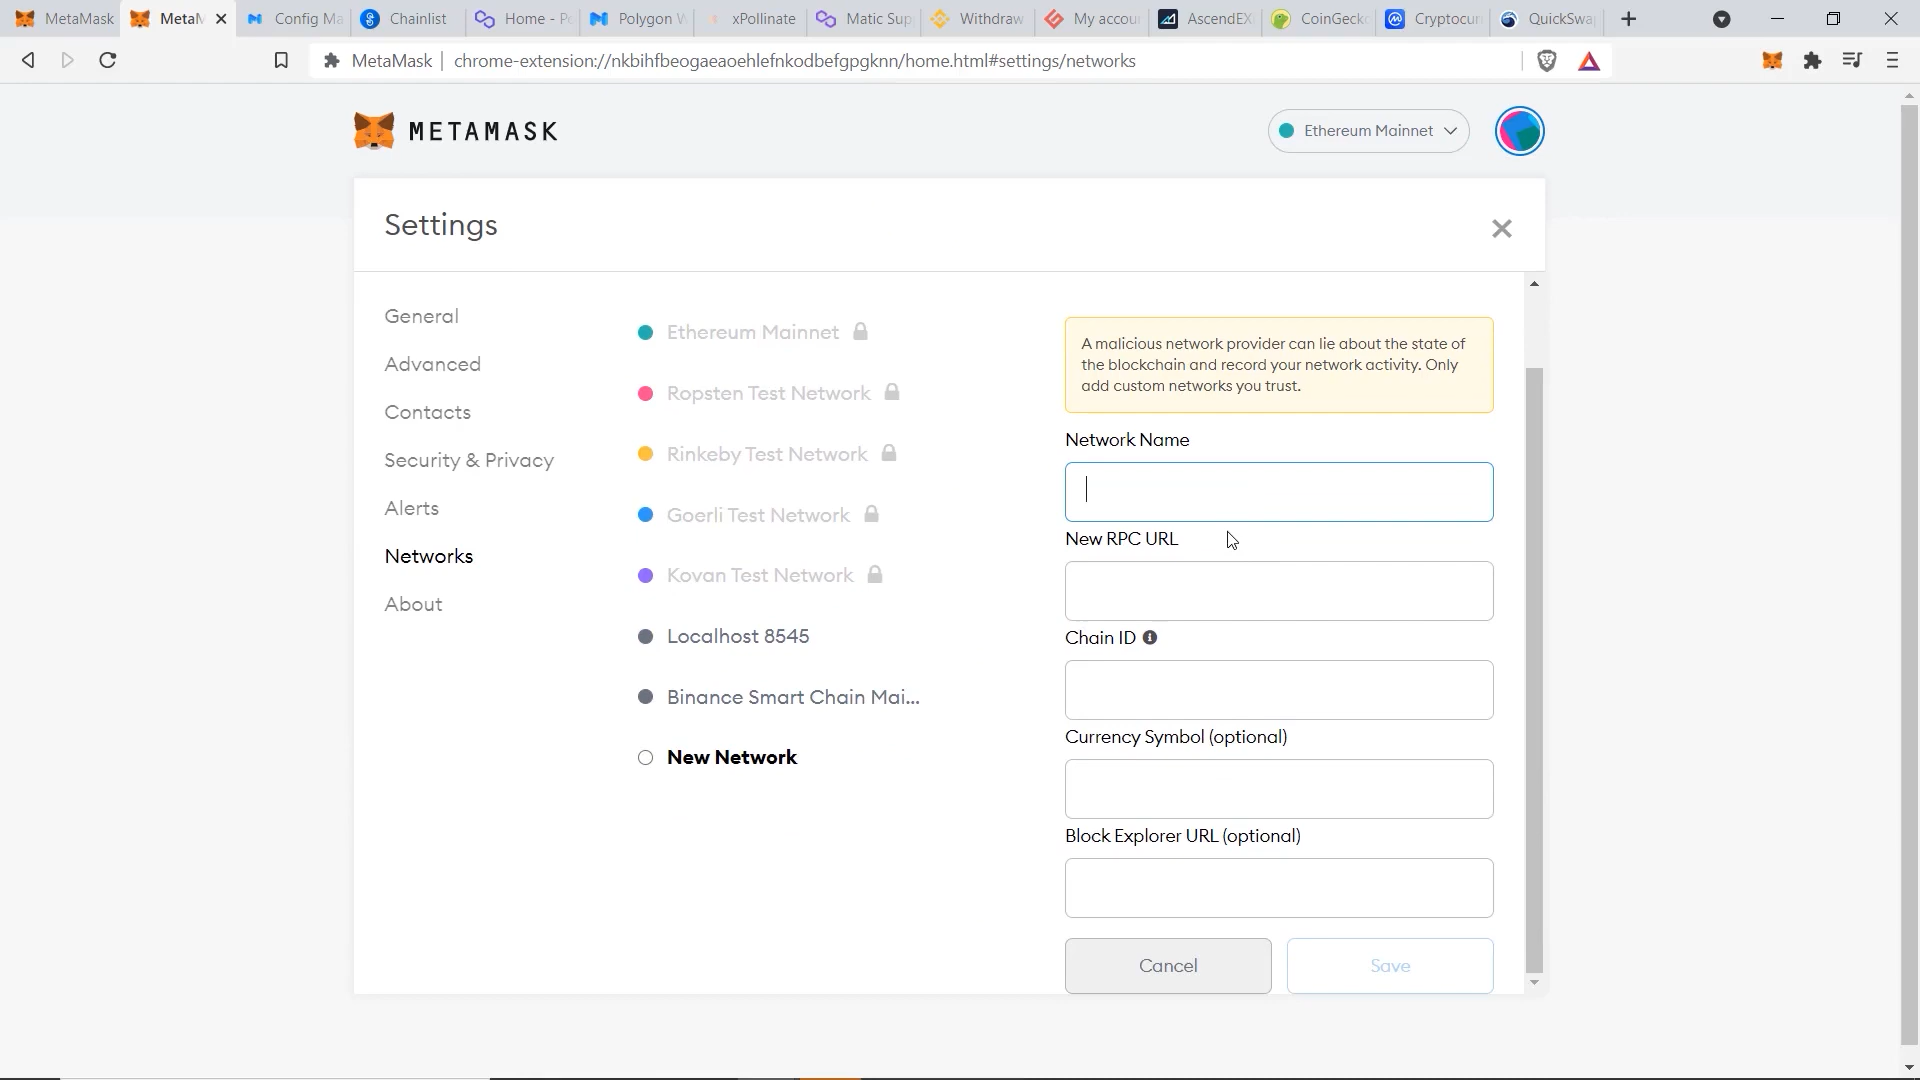 MetaMask
MetaM
Config Ma
Chainlist
Home - Po
Polygon W
xPollinate
Matic Sup
Withdraw
My accou
AscendEX
CoinGecko
Cryptocur
QuickSwa
MetaMask
chrome-extension://nkbihfbeogaeaoehlefnkodbefgpgknn/home.html#settings/networks
METAMASK
Ethereum Mainnet
Settings
General
Advanced
Contacts
Security & Privacy
Alerts
Networks
About
Ethereum Mainnet
Ropsten Test Network
Rinkeby Test Network
Goerli Test Network
Kovan Test Network
Localhost 8545
Binance Smart Chain Mai...
New Network
A malicious network provider can lie about the state of
the blockchain and record your network activity. Only
add custom networks you trust.
Network Name
New RPC URL
Chain ID
Currency Symbol (optional)
Block Explorer URL (optional)
Cancel
Save